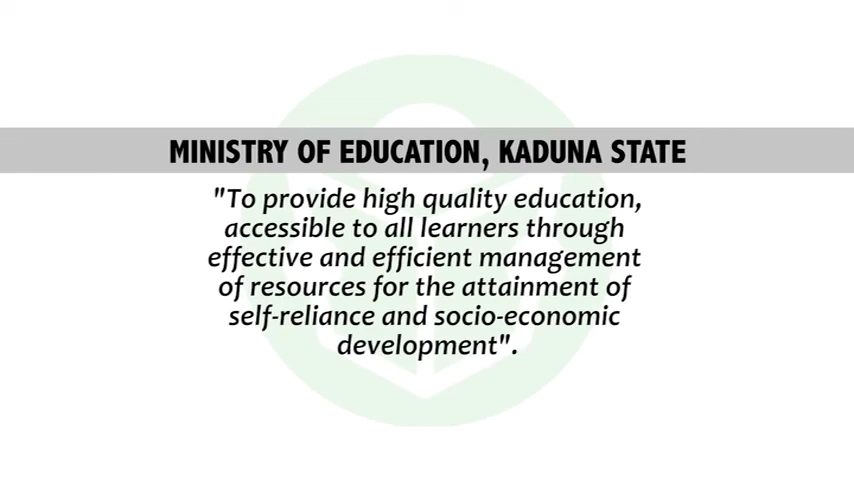 MINISTRY OF EDUCATION, KADUNA STATE
"To provide high quality education,
accessible to all learners through
effective and efficient management
of resources for the attainment of
self-reliance and socio-economic
development".